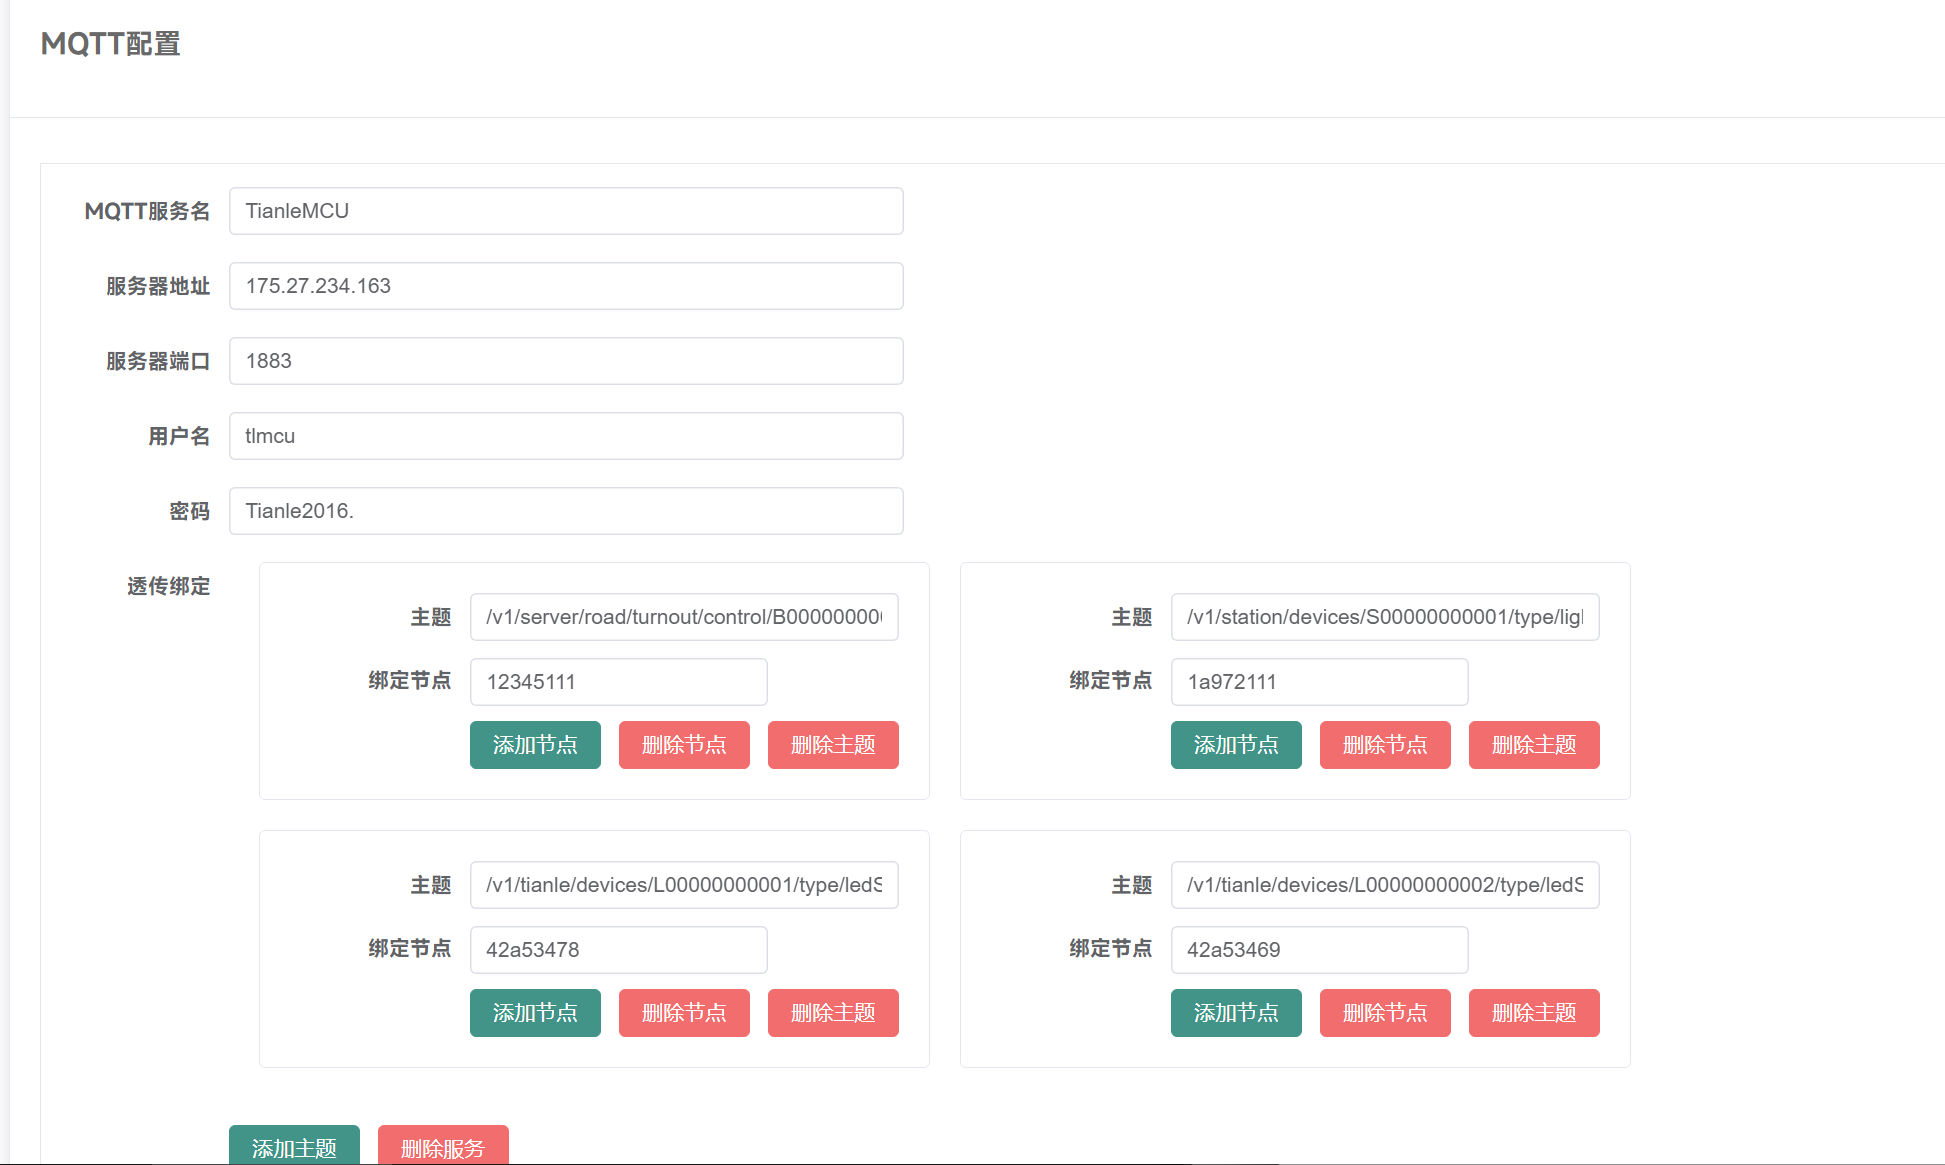 MQTT配置
MQTT服务名 TianleMCU
服务器地址 175.27.234.163
服务器端口 1883
用户名 tlmcu
密码 Tianle2016.
透传绑定
主题 /v1/server/road/turnout/control/B000000000
绑定节点 12345111
添加节点 删除节点 删除主题
主题 /v1/station/devices/S00000000001/type/lig
绑定节点 1a972111
添加节点 删除节点 删除主题
主题 /v1/tianle/devices/L00000000001/type/ledS
绑定节点 42a53478
添加节点 删除节点 删除主题
主题 /v1/tianle/devices/L00000000002/type/ledS
绑定节点 42a53469
添加节点 删除节点 删除主题
添加主题 删除服务